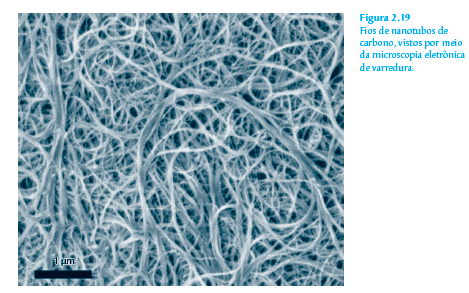 Figura 2.19
Fios de nanotubos de
carbono, vistos por meio
da microscopia eletrônica
de varredura.
1 µm